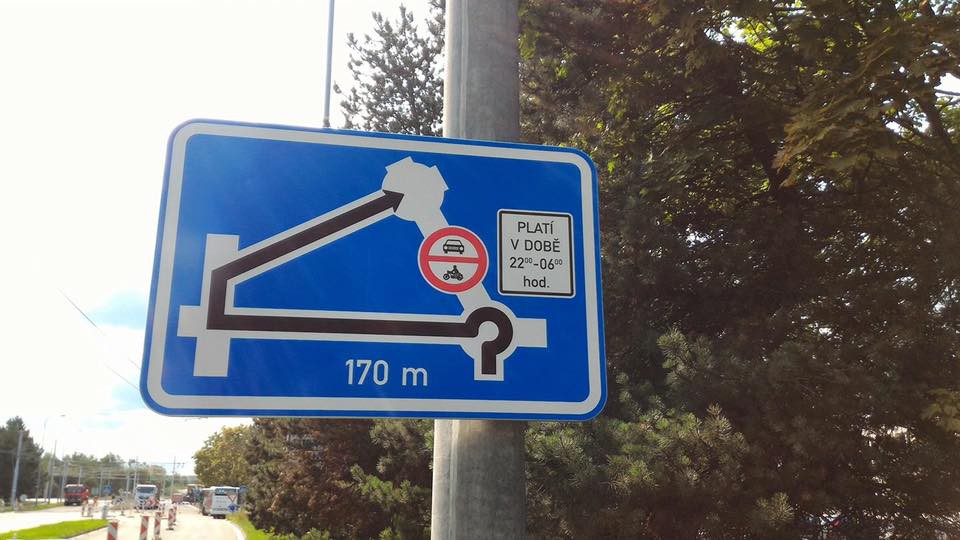 PLATÍ
V DOBĚ
22⁰⁰-06⁰⁰
hod.
170 m